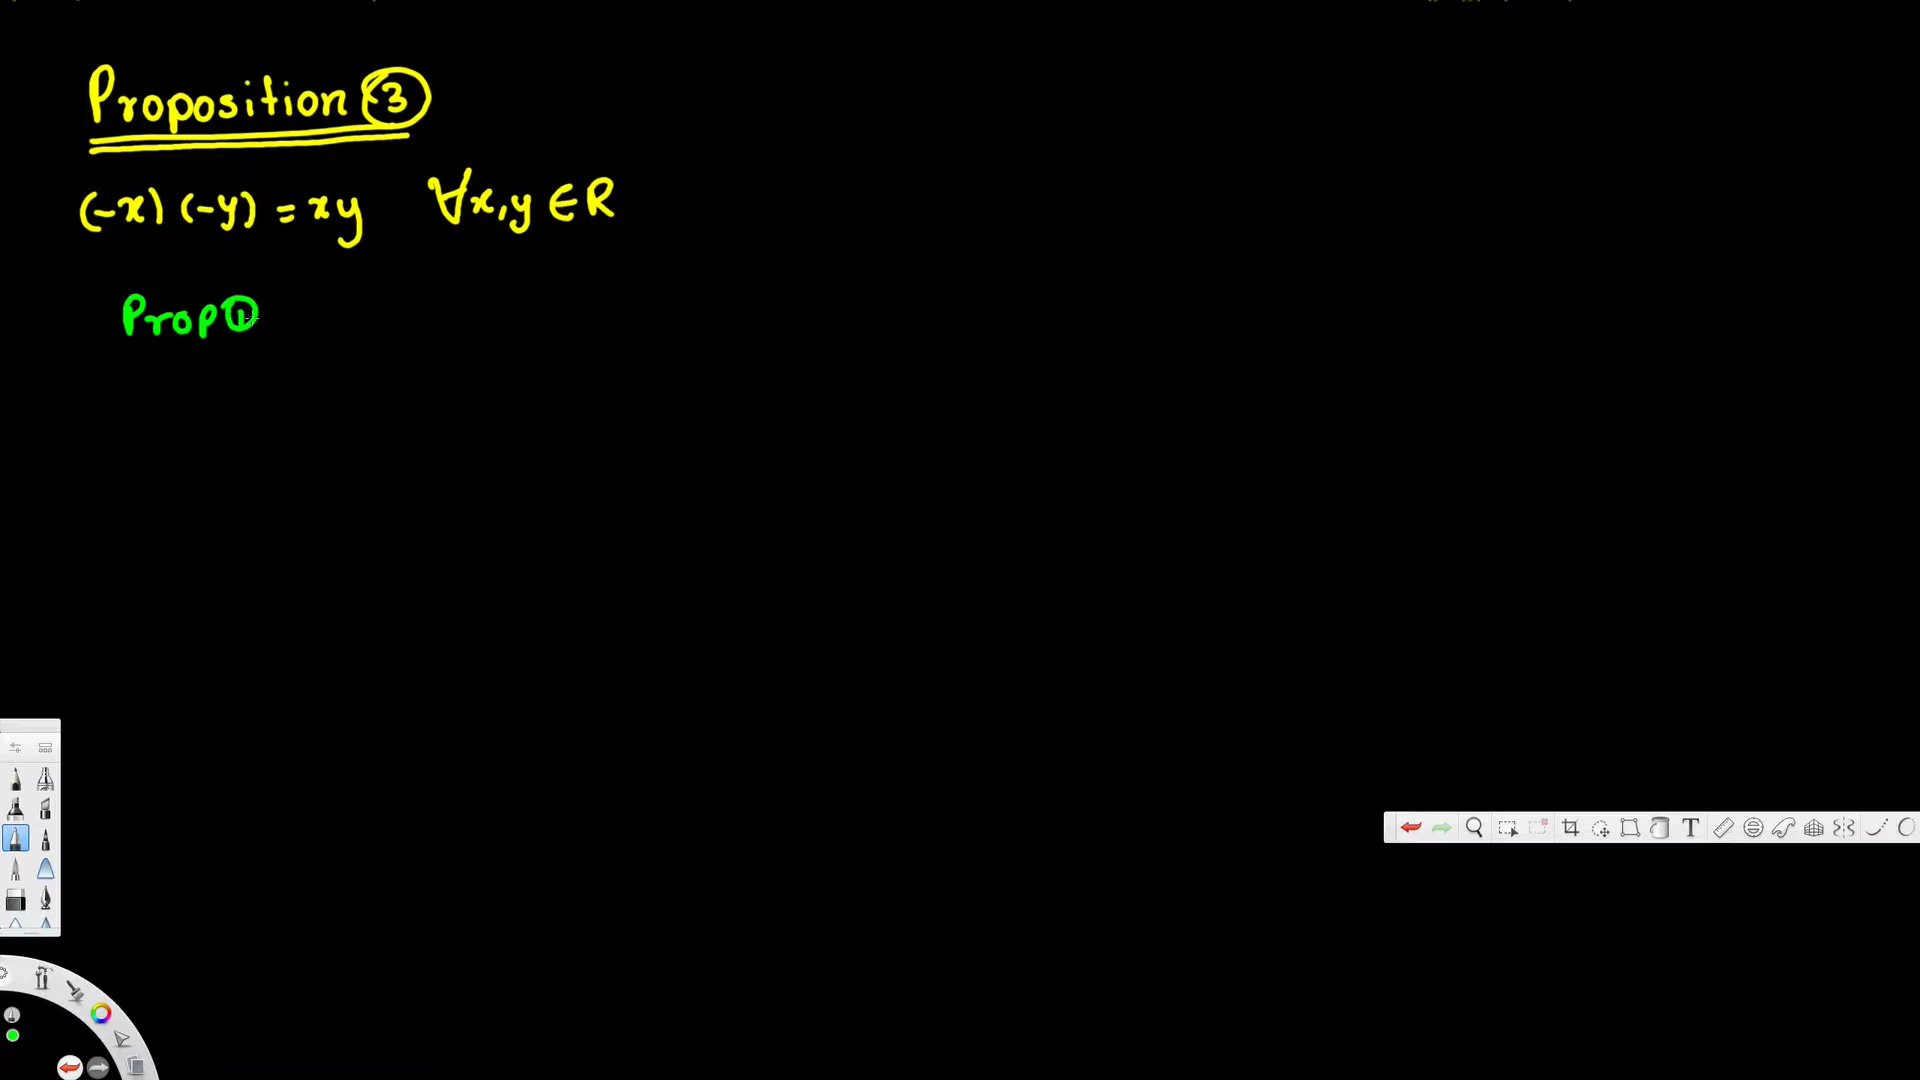 Proposition ③
(-x) (-y) = xy ∀x, y ∈ R
Prop ①